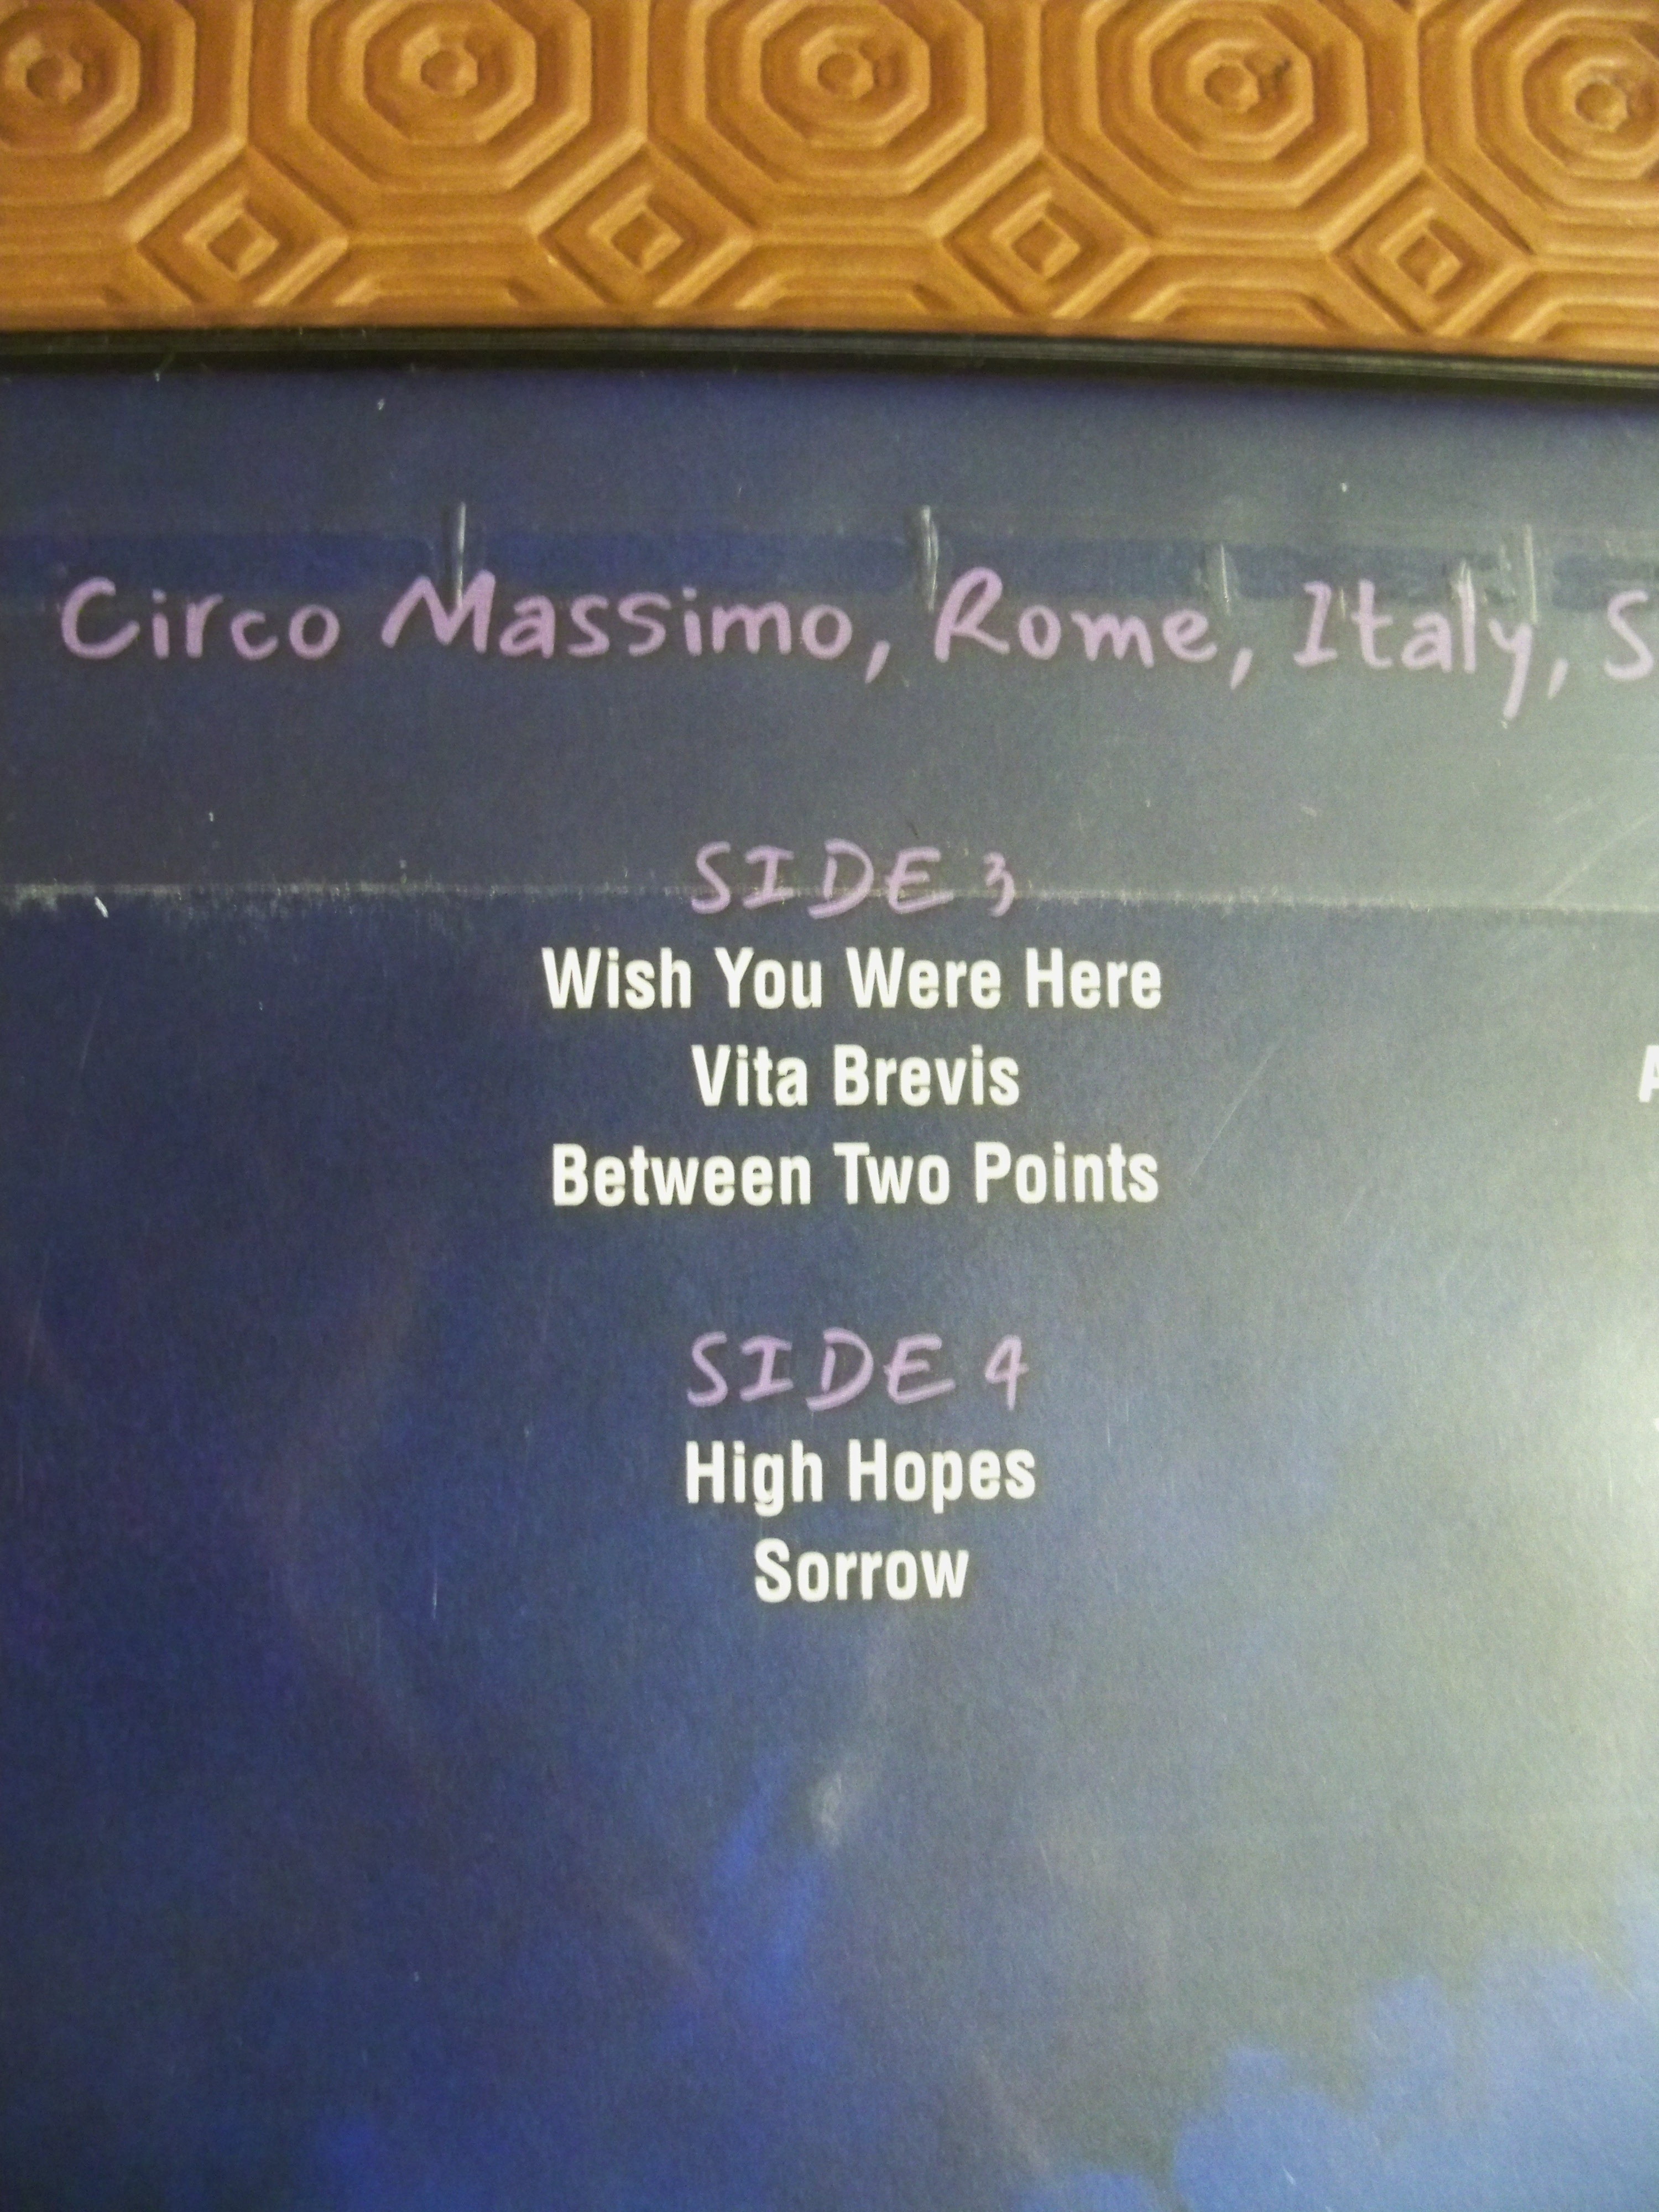 Circo Massimo, Rome, Italy, S
SIDE 3
Wish You Were Here
Vita Brevis
Between Two Points
SIDE 4
High Hopes
Sorrow